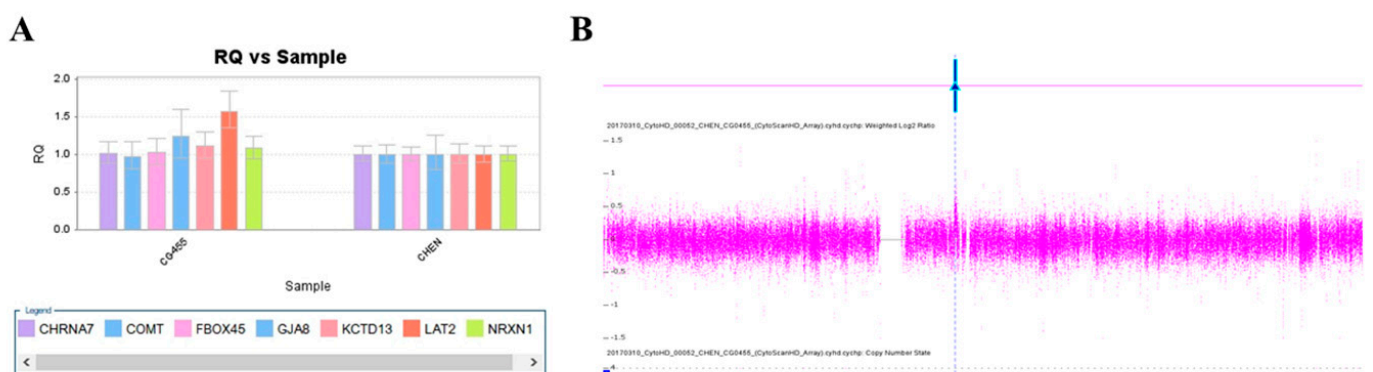 A
RQ vs Sample
2.0
1.5
1.0
0.5
0.0
RQ
CG455
CHEN
Sample
Legend
CHRNA7 COMT FBOX45 GJA8 KCTD13 LAT2 NRXN1
B
20170310_CytoHD_00052_CHEN_CG0455_(CytoScanHD_Array).cyhd.cychp: Weighted Log2 Ratio
1.5
1
0.5
-0.5
-1
-1.5
20170310_CytoHD_00052_CHEN_CG0455_(CytoScanHD_Array).cyhd.cychp: Copy Number State
4